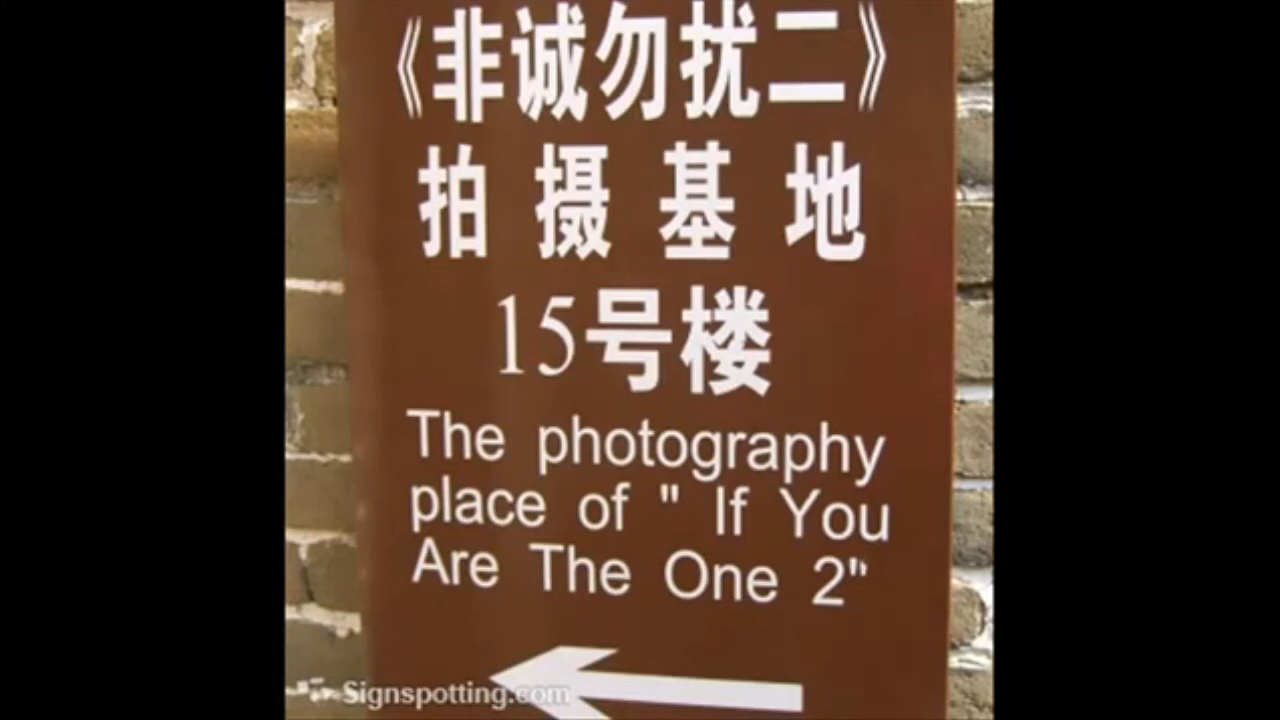 《非诚勿扰二》
拍摄基地
15号楼
The photography
place of " If You
Are The One 2"
Signspotting.com